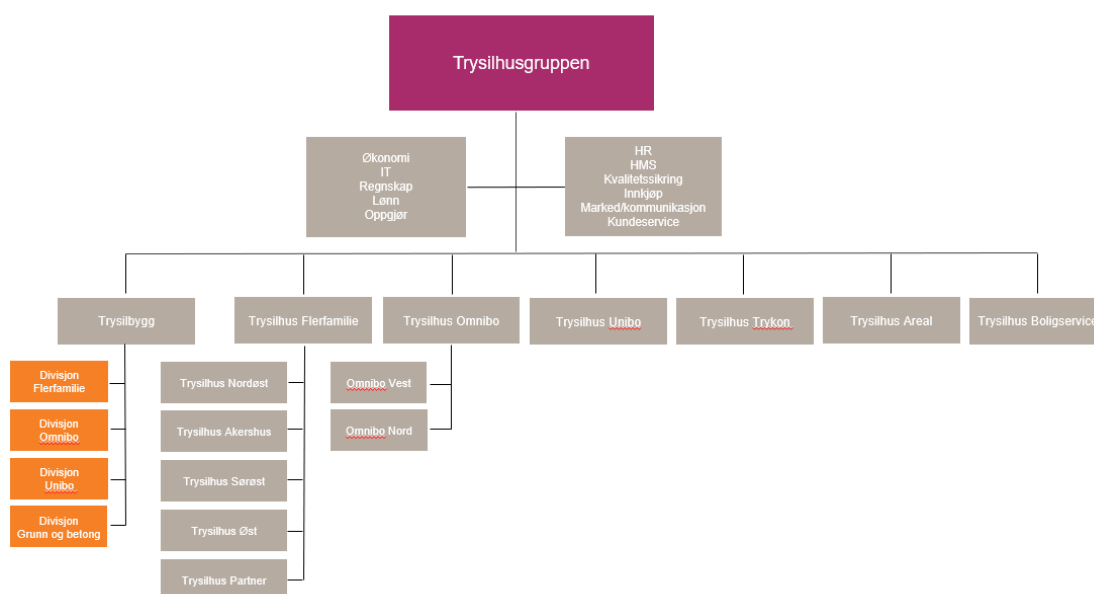 Trysilhusgruppen
Økonomi
IT
Regnskap
Lønn
Oppgjør
HR
HMS
Kvalitetssikring
Innkjøp
Marked/kommunikasjon
Kundeservice
Trysilbygg
Trysilhus Flerfamilie
Trysilhus Omnibo
Trysilhus Unibo
Trysilhus Trykon
Trysilhus Areal
Trysilhus Boligservice
Divisjon
Flerfamilie
Divisjon
Omnibo
Divisjon
Unibo
Divisjon
Grunn og betong
Trysilhus Nordøst
Trysilhus Akershus
Trysilhus Sørøst
Trysilhus Øst
Trysilhus Partner
Omnibo Vest
Omnibo Nord